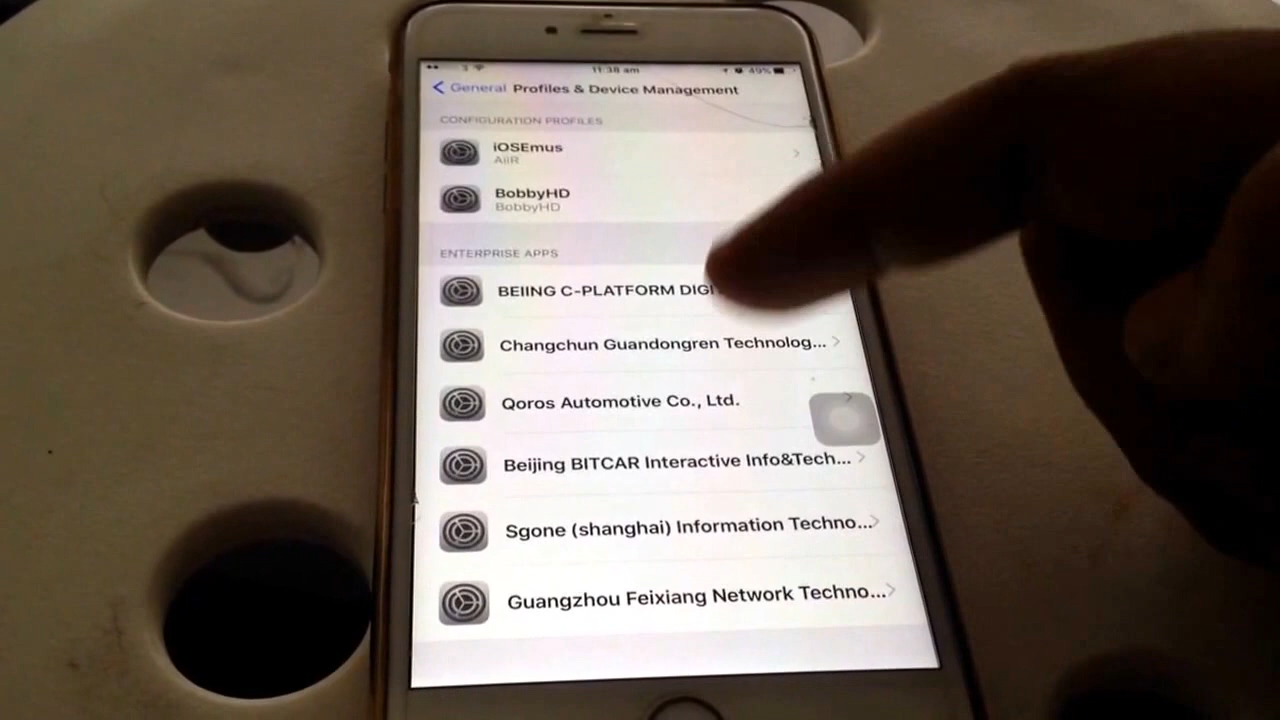 11:38 am
49%
General Profiles & Device Management
CONFIGURATION PROFILES
iOSEmus
AiiR
BobbyHD
BobbyHD
ENTERPRISE APPS
BEIING C-PLATFORM DIGI
Changchun Guandongren Technolog...
Qoros Automotive Co., Ltd.
Beijing BITCAR Interactive Info&Tech...
Sgone (shanghai) Information Techno...
Guangzhou Feixiang Network Techno...